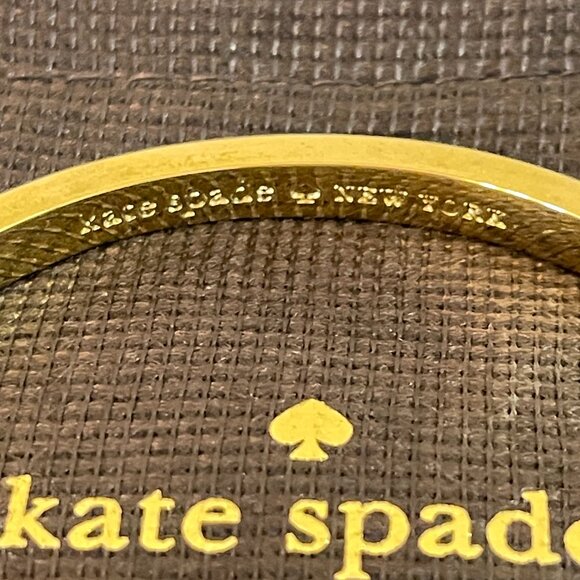 kate spade ♠ NEW YORK
♠
kate spade